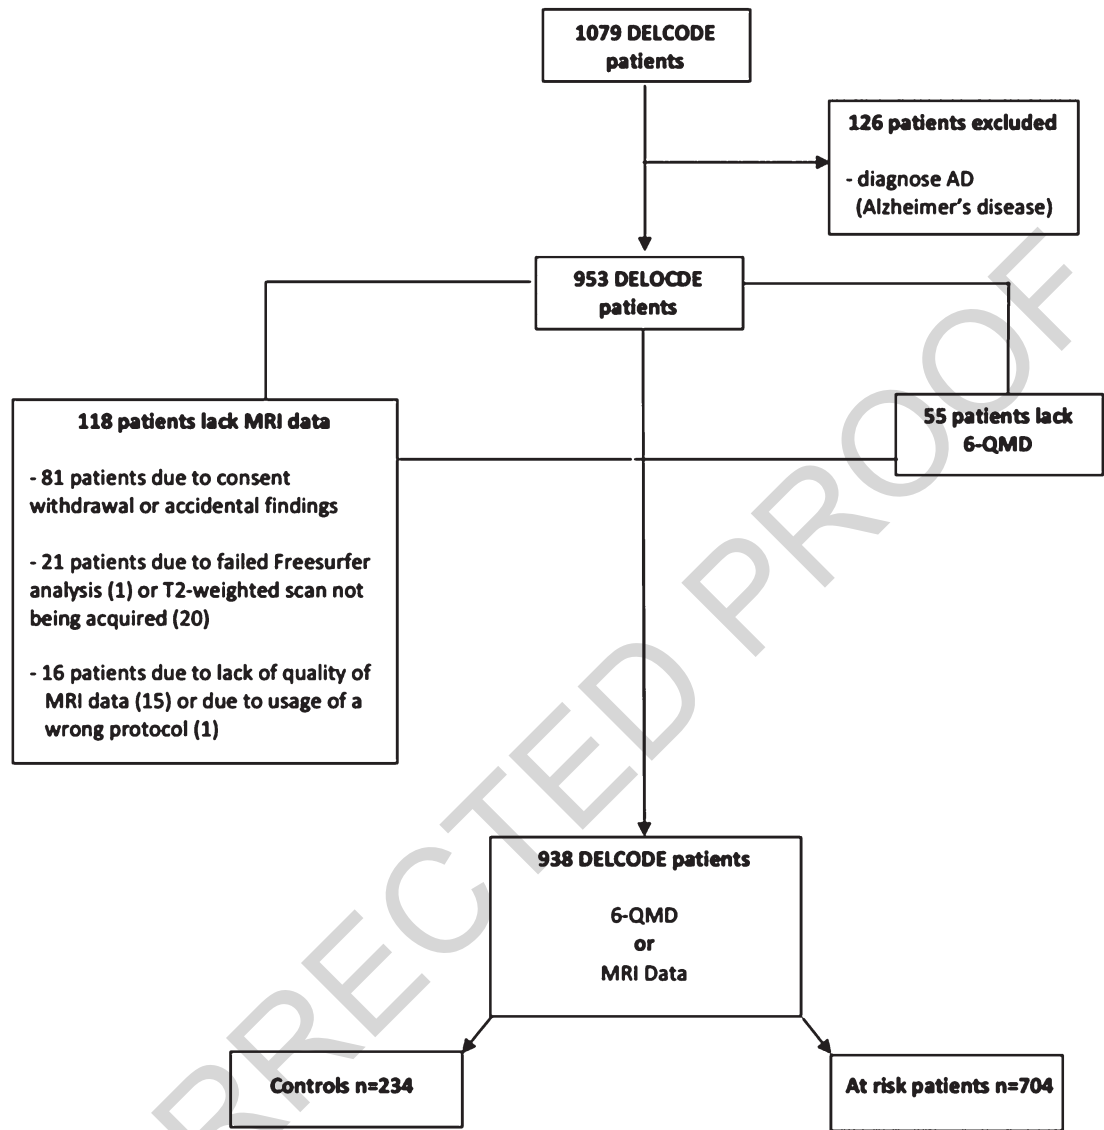 1079 DELCODE
patients
126 patients excluded
- diagnose AD
(Alzheimer's disease)
953 DELOCDE
patients
118 patients lack MRI data
- 81 patients due to consent
withdrawal or accidental findings
- 21 patients due to failed Freesurfer
analysis (1) or T2-weighted scan not
being acquired (20)
- 16 patients due to lack of quality of
MRI data (15) or due to usage of a
wrong protocol (1)
55 patients lack
6-QMD
938 DELCODE patients
6-QMD
or
MRI Data
Controls n=234
At risk patients n=704
RRECTED PROOF